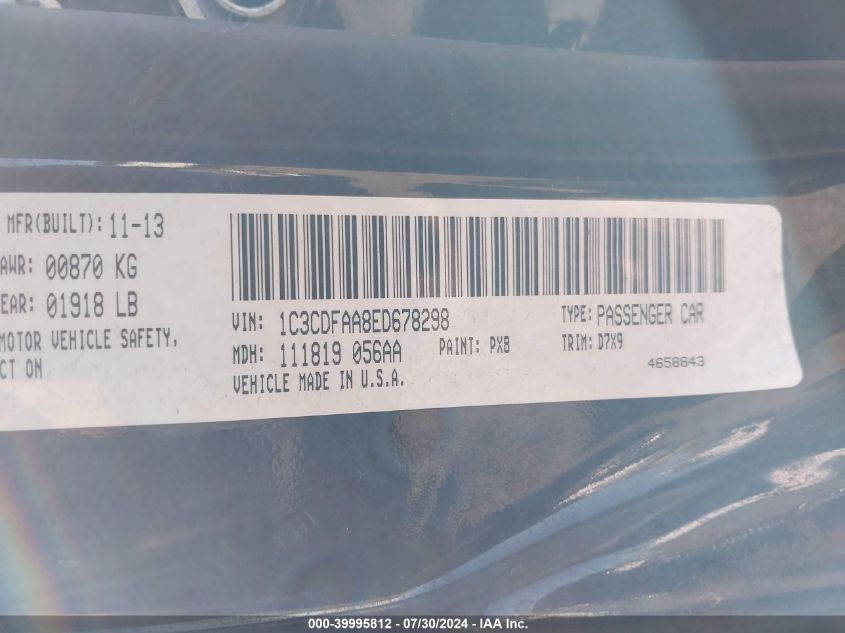 MFR(BUILT): 11-13
AWR: 00870 KG
EAR: 01918 LB
MOTOR VEHICLE SAFETY,
CT ON
VIN: 1C3CDFAA8ED678298
TYPE: PASSENGER CAR
MDH: 111819 056AA
PAINT: PX8
TRIM: D7X9
VEHICLE MADE IN U.S.A.
4658843
000-39995812 - 07/30/2024 - IAA Inc.